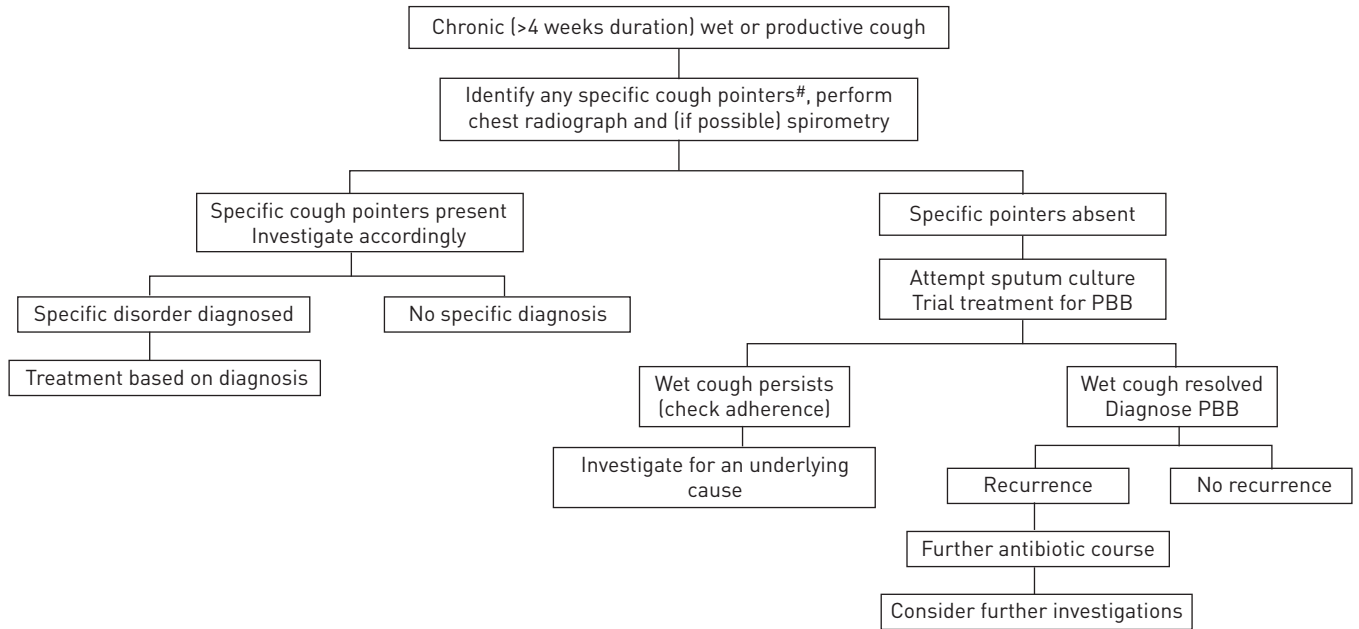 Chronic (>4 weeks duration) wet or productive cough
Identify any specific cough pointers#, perform
chest radiograph and (if possible) spirometry
Specific cough pointers present
Investigate accordingly
Specific pointers absent
Attempt sputum culture
Trial treatment for PBB
Specific disorder diagnosed
No specific diagnosis
Treatment based on diagnosis
Wet cough persists
(check adherence)
Wet cough resolved
Diagnose PBB
Investigate for an underlying
cause
Recurrence
No recurrence
Further antibiotic course
Consider further investigations